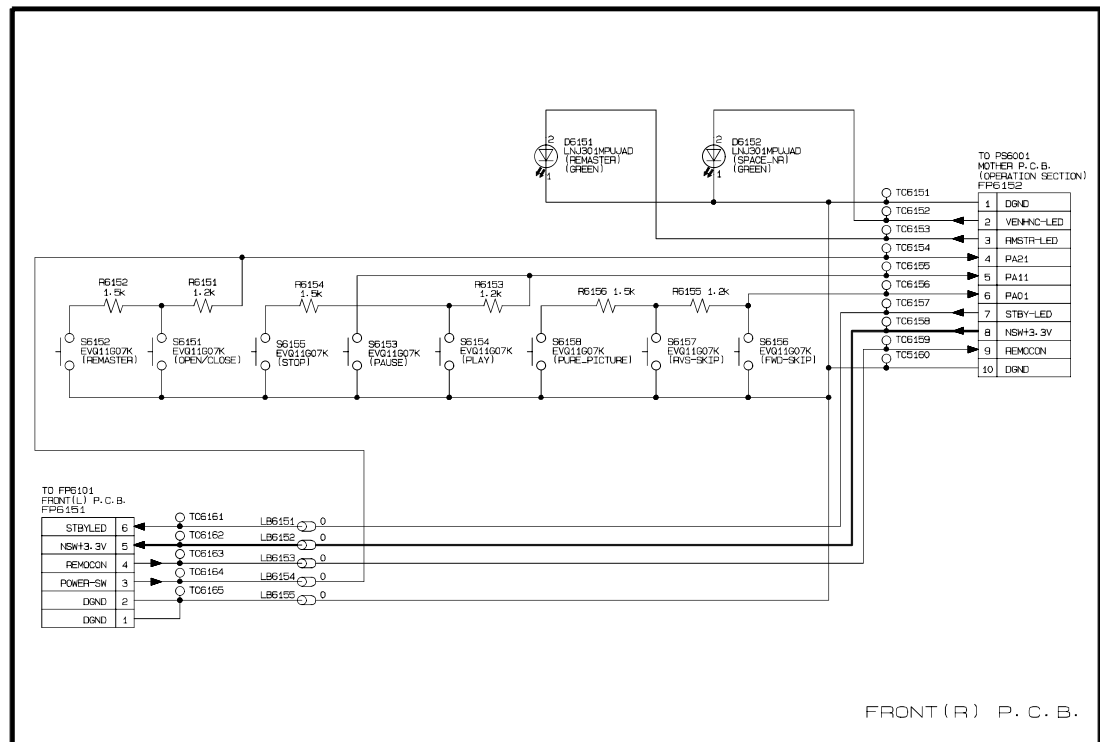 D6151
LNJ301MPUJAD
(REMASTER)
(GREEN)
2
1
D6152
LNJ301MPUJAD
(SPACE_NR)
(GREEN)
2
1
TO PS6001
MOTHER P.C.B.
(OPERATION SECTION)
FP6152
TC6151
1 DGND
TC6152
2 VENHNC-LED
TC6153
3 RMSTR-LED
TC6154
4 PA21
TC6155
5 PA11
TC6156
6 PA01
TC6157
7 STBY-LED
TC6158
8 NSW+3.3V
TC6159
9 REMOCON
TC5160
10 DGND
R6152
1.5k
R6151
1.2k
R6154
1.5k
R6153
1.2k
R6156 1.5k
R6155 1.2k
S6152
EVQ11G07K
(REMASTER)
S6151
EVQ11G07K
(OPEN/CLOSE)
S6155
EVQ11G07K
(STOP)
S6153
EVQ11G07K
(PAUSE)
S6154
EVQ11G07K
(PLAY)
S6158
EVQ11G07K
(PURE_PICTURE)
S6157
EVQ11G07K
(RVS-SKIP)
S6156
EVQ11G07K
(FWD-SKIP)
TO FP6101
FRONT(L) P.C.B.
FP6151
STBYLED 6
TC6161
LB6151 0
NSW+3.3V 5
TC6162
LB6152 0
REMOCON 4
TC6163
LB6153 0
POWER-SW 3
TC6164
LB6154 0
DGND 2
TC6165
LB6155 0
DGND 1
FRONT(R) P.C.B.